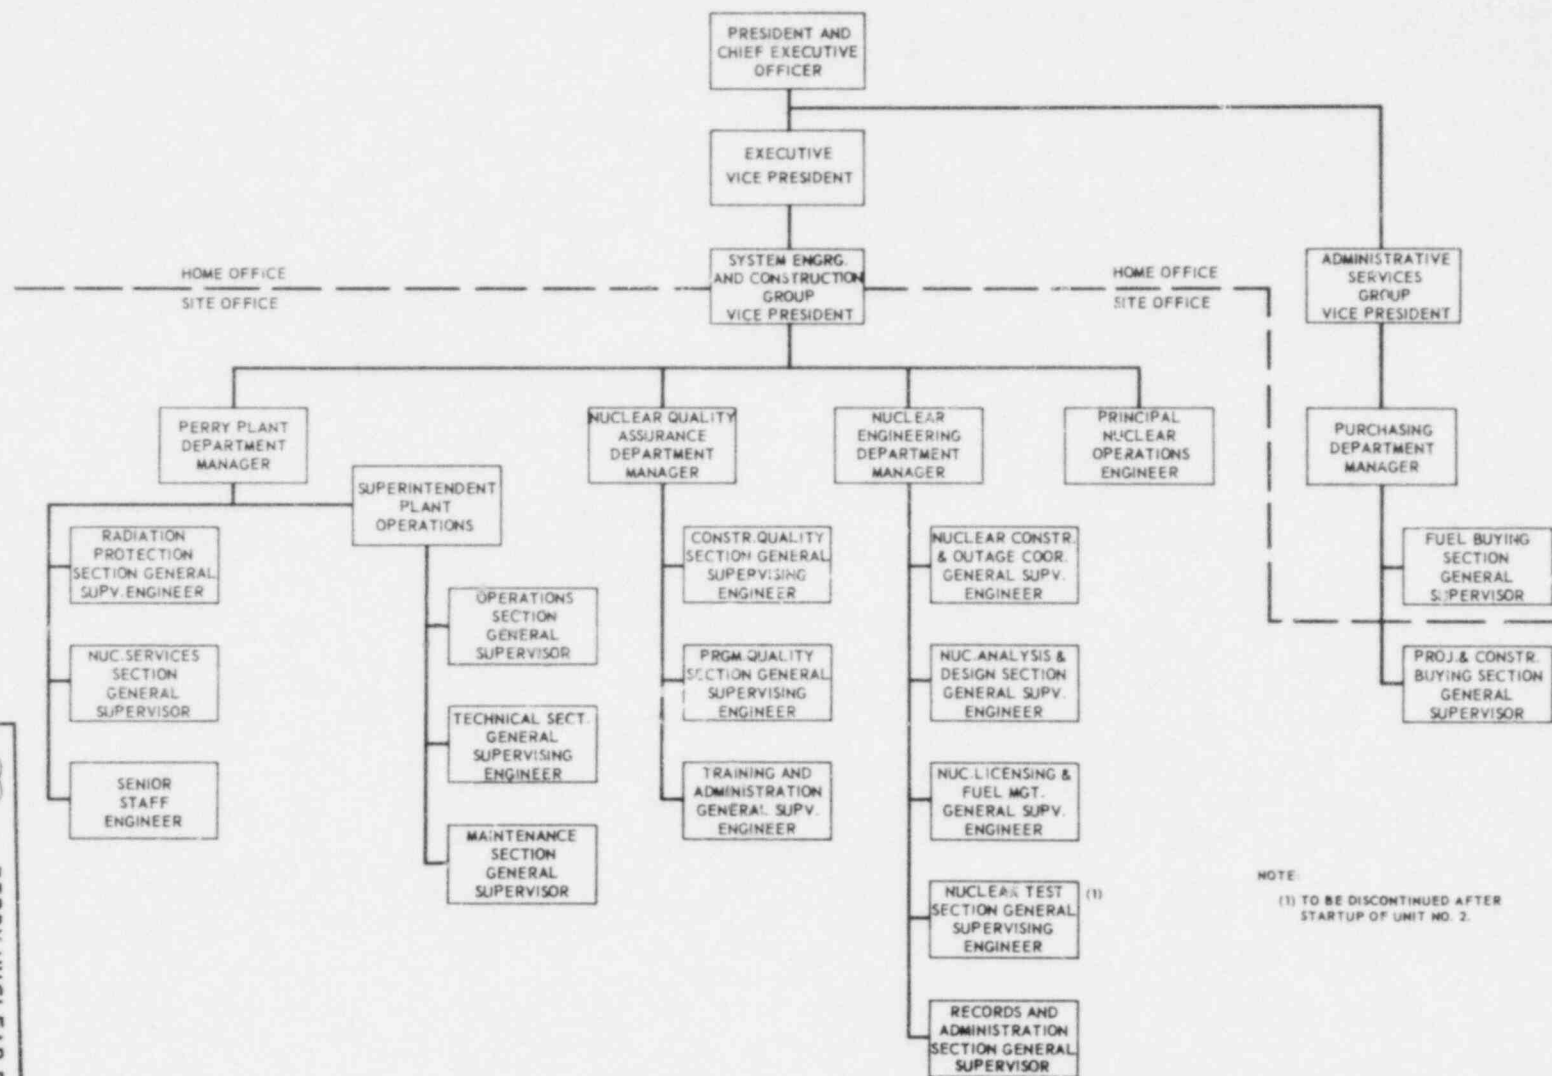 PRESIDENT AND
CHIEF EXECUTIVE
OFFICER
EXECUTIVE
VICE PRESIDENT
HOME OFFICE
SITE OFFICE
SYSTEM ENGRG.
AND CONSTRUCTION
GROUP
VICE PRESIDENT
HOME OFFICE
SITE OFFICE
ADMINISTRATIVE
SERVICES
GROUP
VICE PRESIDENT
PERRY PLANT
DEPARTMENT
MANAGER
NUCLEAR QUALITY
ASSURANCE
DEPARTMENT
MANAGER
NUCLEAR
ENGINEERING
DEPARTMENT
MANAGER
PRINCIPAL
NUCLEAR
OPERATIONS
ENGINEER
PURCHASING
DEPARTMENT
MANAGER
SUPERINTENDENT
PLANT
OPERATIONS
RADIATION
PROTECTION
SECTION GENERAL
SUPV. ENGINEER
NUC. SERVICES
SECTION
GENERAL
SUPERVISOR
SENIOR
STAFF
ENGINEER
OPERATIONS
SECTION
GENERAL
SUPERVISOR
TECHNICAL SECT.
GENERAL
SUPERVISING
ENGINEER
MAINTENANCE
SECTION
GENERAL
SUPERVISOR
CONSTR. QUALITY
SECTION GENERAL
SUPERVISING
ENGINEER
PRGM. QUALITY
SECTION GENERAL
SUPERVISING
ENGINEER
TRAINING AND
ADMINISTRATION
GENERAL SUPV.
ENGINEER
NUCLEAR CONSTR.
& OUTAGE COOR.
GENERAL SUPV.
ENGINEER
NUC. ANALYSIS &
DESIGN SECTION
GENERAL SUPV.
ENGINEER
NUC. LICENSING &
FUEL MGT.
GENERAL SUPV.
ENGINEER
NUCLEAR TEST (1)
SECTION GENERAL
SUPERVISING
ENGINEER
RECORDS AND
ADMINISTRATION
SECTION GENERAL
SUPERVISOR
FUEL BUYING
SECTION
GENERAL
SUPERVISOR
PROJ. & CONSTR.
BUYING SECTION
GENERAL
SUPERVISOR
NOTE:
(1) TO BE DISCONTINUED AFTER
STARTUP OF UNIT NO. 2.